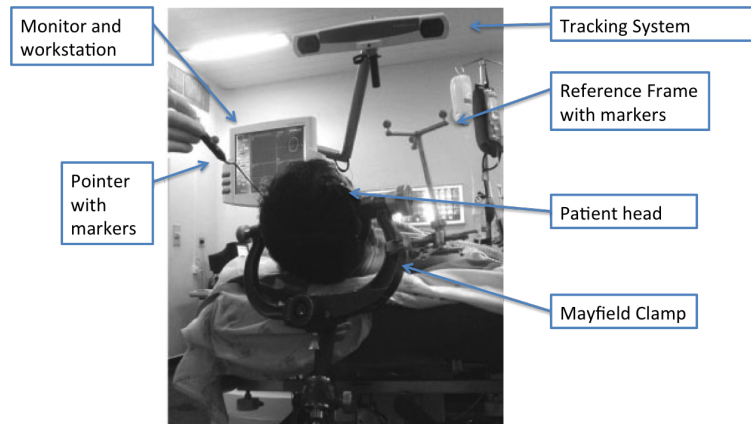 Monitor and
workstation
Tracking System
Reference Frame
with markers
Pointer
with
markers
Patient head
Mayfield Clamp